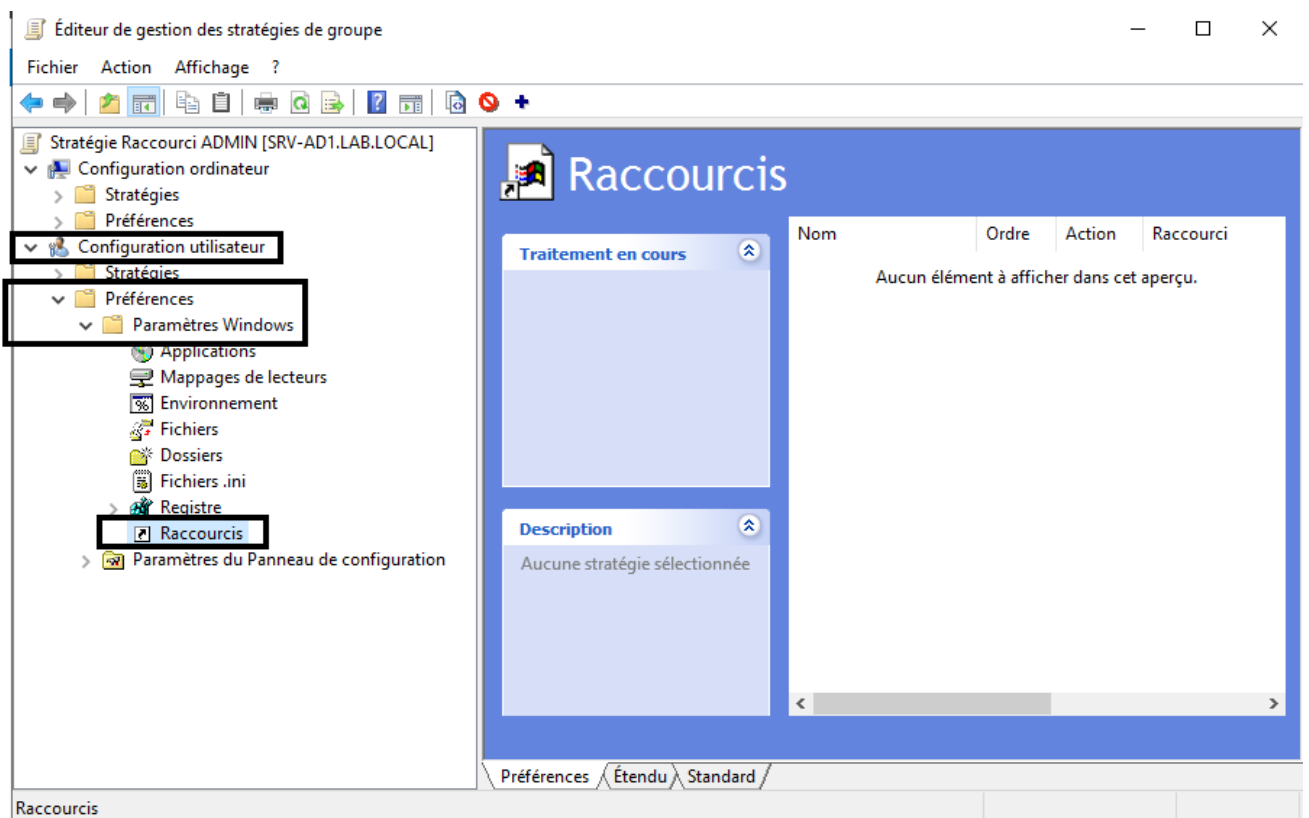 Éditeur de gestion des stratégies de groupe
Fichier Action Affichage ?
Stratégie Raccourci ADMIN [SRV-AD1.LAB.LOCAL]
Configuration ordinateur
Stratégies
Préférences
Configuration utilisateur
Stratégies
Préférences
Paramètres Windows
Applications
Mappages de lecteurs
Environnement
Fichiers
Dossiers
Fichiers .ini
Registre
Raccourcis
Paramètres du Panneau de configuration
Raccourcis
Traitement en cours
Description
Aucune stratégie sélectionnée
Nom Ordre Action Raccourci
Aucun élément à afficher dans cet aperçu.
Préférences Étendu Standard
Raccourcis